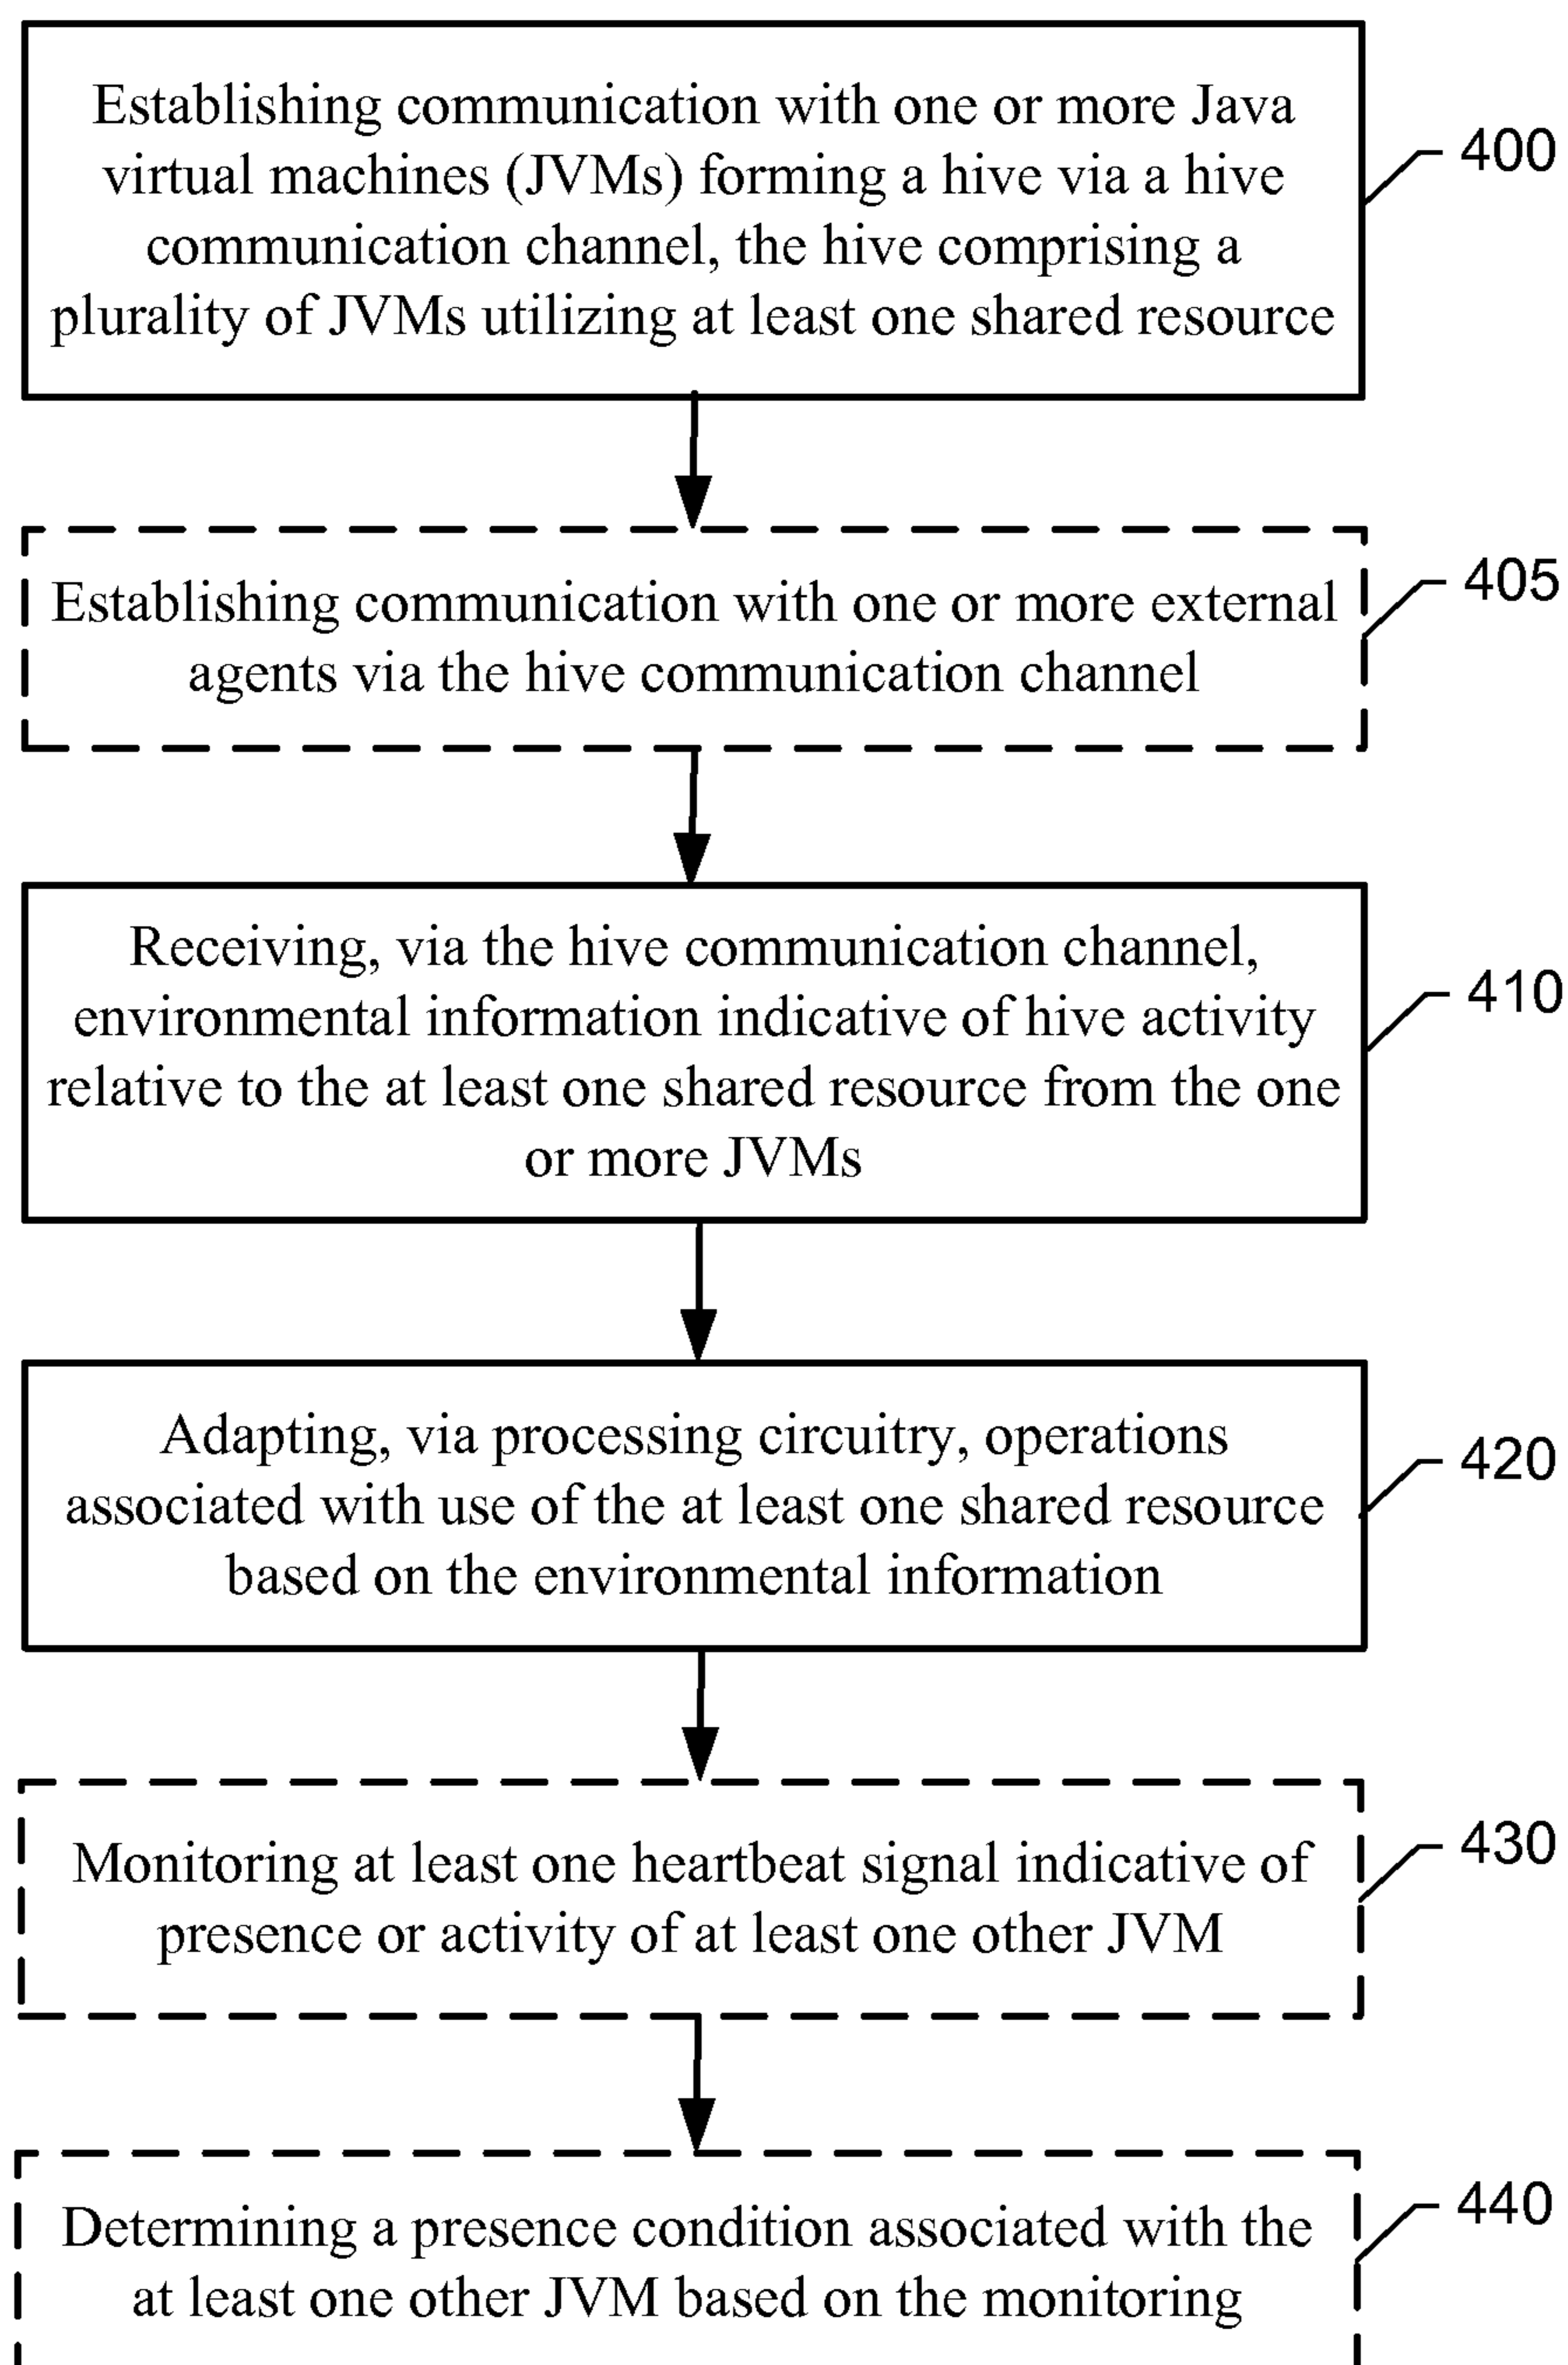 Establishing communication with one or more Java
virtual machines (JVMs) forming a hive via a hive
communication channel, the hive comprising a
plurality of JVMs utilizing at least one shared resource
400
Establishing communication with one or more external
agents via the hive communication channel
405
Receiving, via the hive communication channel,
environmental information indicative of hive activity
relative to the at least one shared resource from the one
or more JVMs
410
Adapting, via processing circuitry, operations
associated with use of the at least one shared resource
based on the environmental information
420
Monitoring at least one heartbeat signal indicative of
presence or activity of at least one other JVM
430
Determining a presence condition associated with the
at least one other JVM based on the monitoring
440